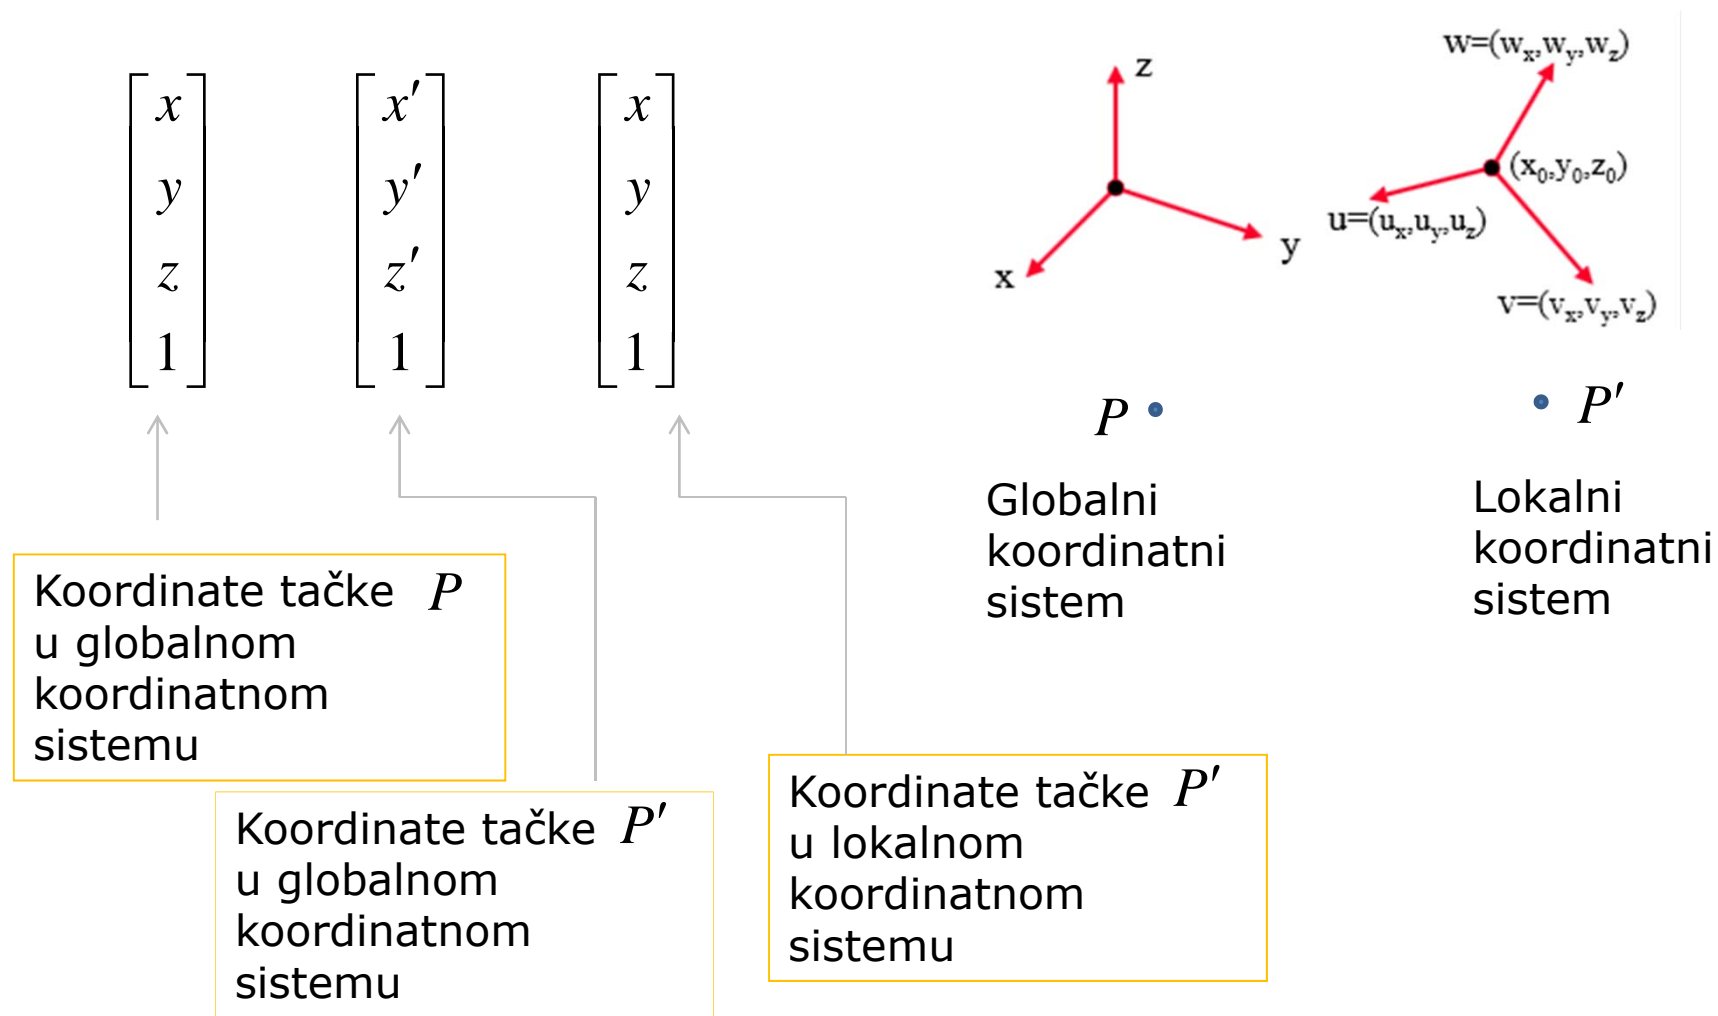 [x y z 1]
[x′ y′ z′ 1]
[x y z 1]
z
y
x
w=(wx,wy,wz)
(x0,y0,z0)
u=(ux,uy,uz)
v=(vx,vy,vz)
P
P′
Globalni
koordinatni
sistem
Lokalni
koordinatni
sistem
Koordinate tačke P
u globalnom
koordinatnom
sistemu
Koordinate tačke P′
u globalnom
koordinatnom
sistemu
Koordinate tačke P′
u lokalnom
koordinatnom
sistemu